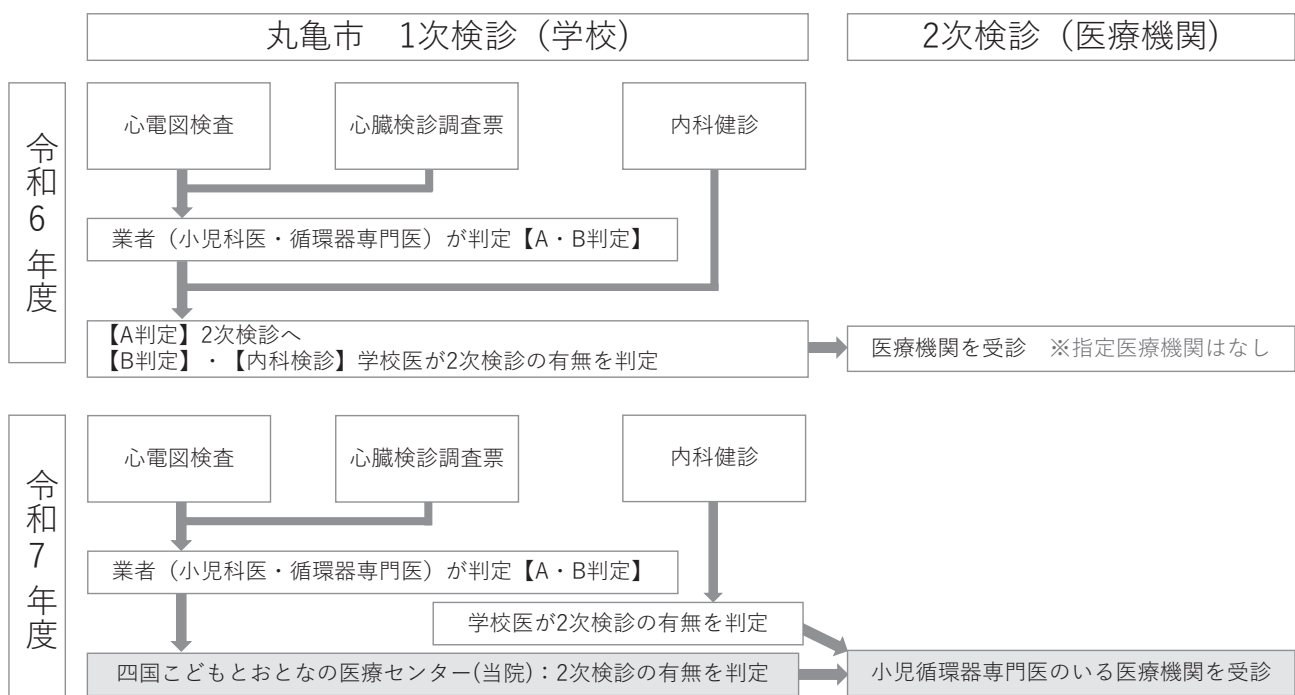 丸亀市　1次検診（学校）
2次検診（医療機関）
令和6年度
心電図検査
心臓検診調査票
内科健診
業者（小児科医・循環器専門医）が判定【A・B判定】
【A判定】2次検診へ
【B判定】・【内科検診】学校医が2次検診の有無を判定
医療機関を受診　※指定医療機関はなし
令和7年度
心電図検査
心臓検診調査票
内科健診
業者（小児科医・循環器専門医）が判定【A・B判定】
学校医が2次検診の有無を判定
四国こどもとおとなの医療センター(当院)：2次検診の有無を判定
小児循環器専門医のいる医療機関を受診